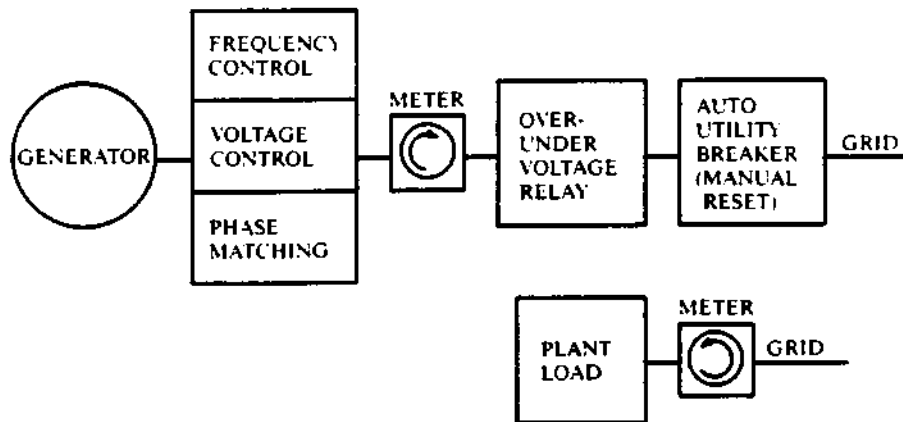 FREQUENCY
CONTROL
METER
OVER-
UNDER
VOLTAGE
RELAY
AUTO
UTILITY
BREAKER
(MANUAL
RESET)
GENERATOR
VOLTAGE
CONTROL
GRID
PHASE
MATCHING
METER
PLANT
LOAD
GRID